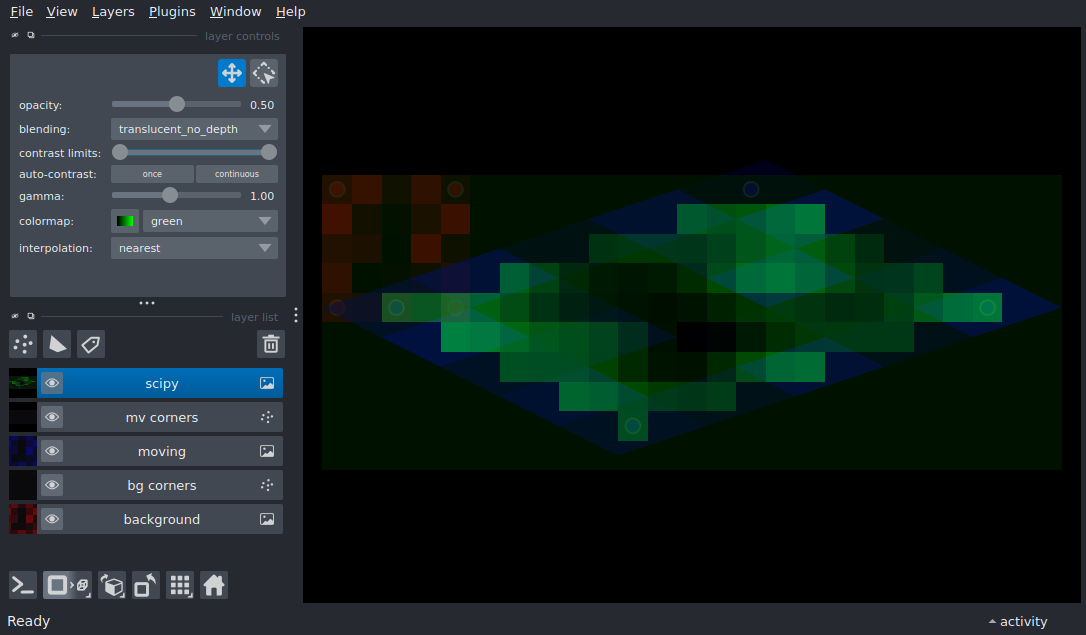 File View Layers Plugins Window Help
layer controls
opacity: 0.50
blending: translucent_no_depth
contrast limits:
auto-contrast: once continuous
gamma: 1.00
colormap: green
interpolation: nearest
layer list
scipy
mv corners
moving
bg corners
background
Ready
activity